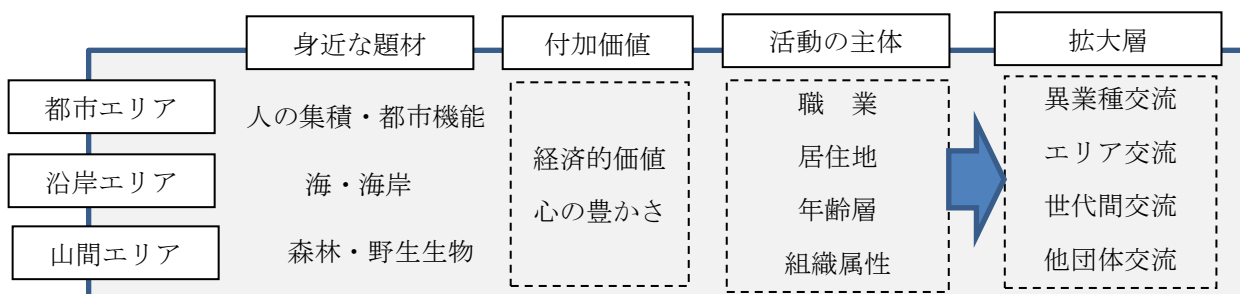 身近な題材
付加価値
活動の主体
拡大層
都市エリア
人の集積・都市機能
沿岸エリア
海・海岸
山間エリア
森林・野生生物
経済的価値
心の豊かさ
職　業
居住地
年齢層
組織属性
異業種交流
エリア交流
世代間交流
他団体交流